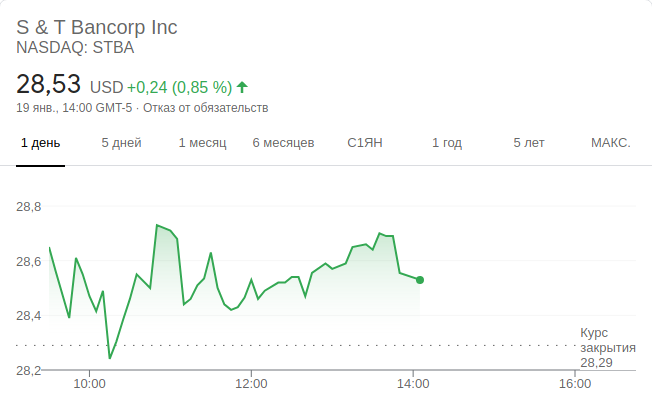 S & T Bancorp Inc
NASDAQ: STBA
28,53 USD +0,24 (0,85 %)
19 янв., 14:00 GMT-5 · Отказ от обязательств
1 день 5 дней 1 месяц 6 месяцев С1ЯН 1 год 5 лет МАКС.
28,8
28,6
28,4
Курс
закрытия
28,29
28,2
10:00 12:00 14:00 16:00